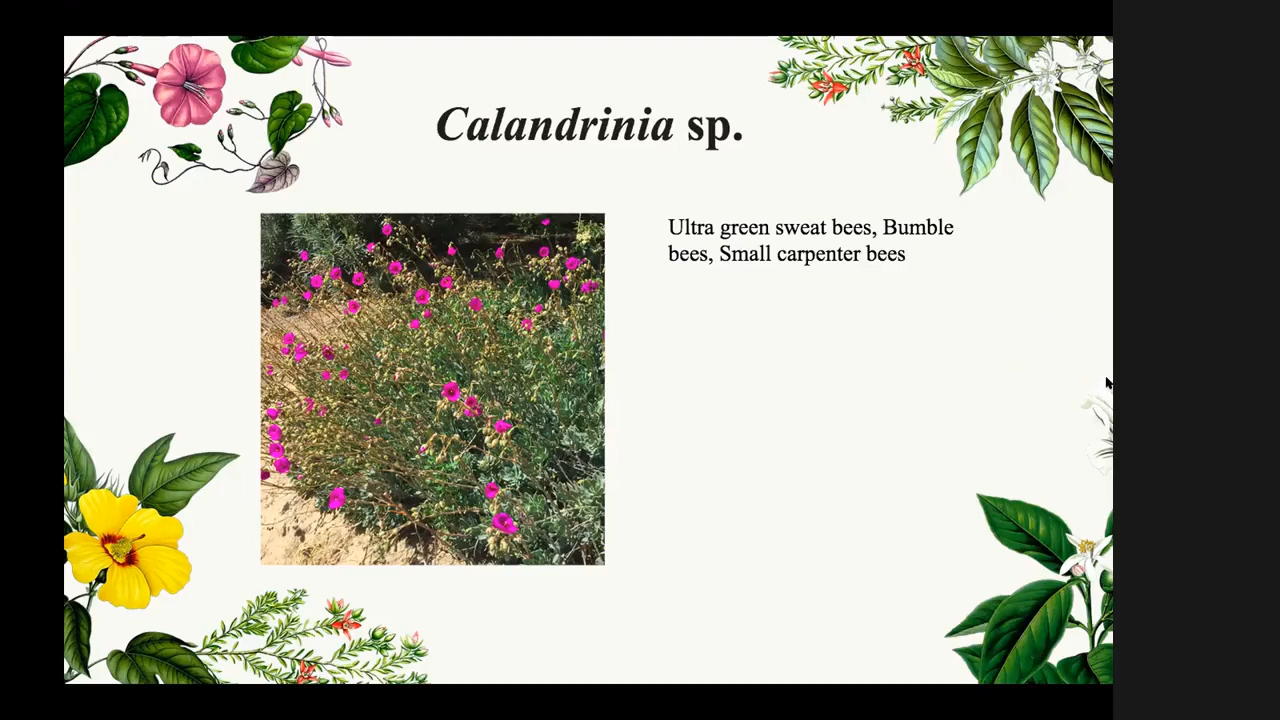 Calandrinia sp.
Ultra green sweat bees, Bumble
bees, Small carpenter bees